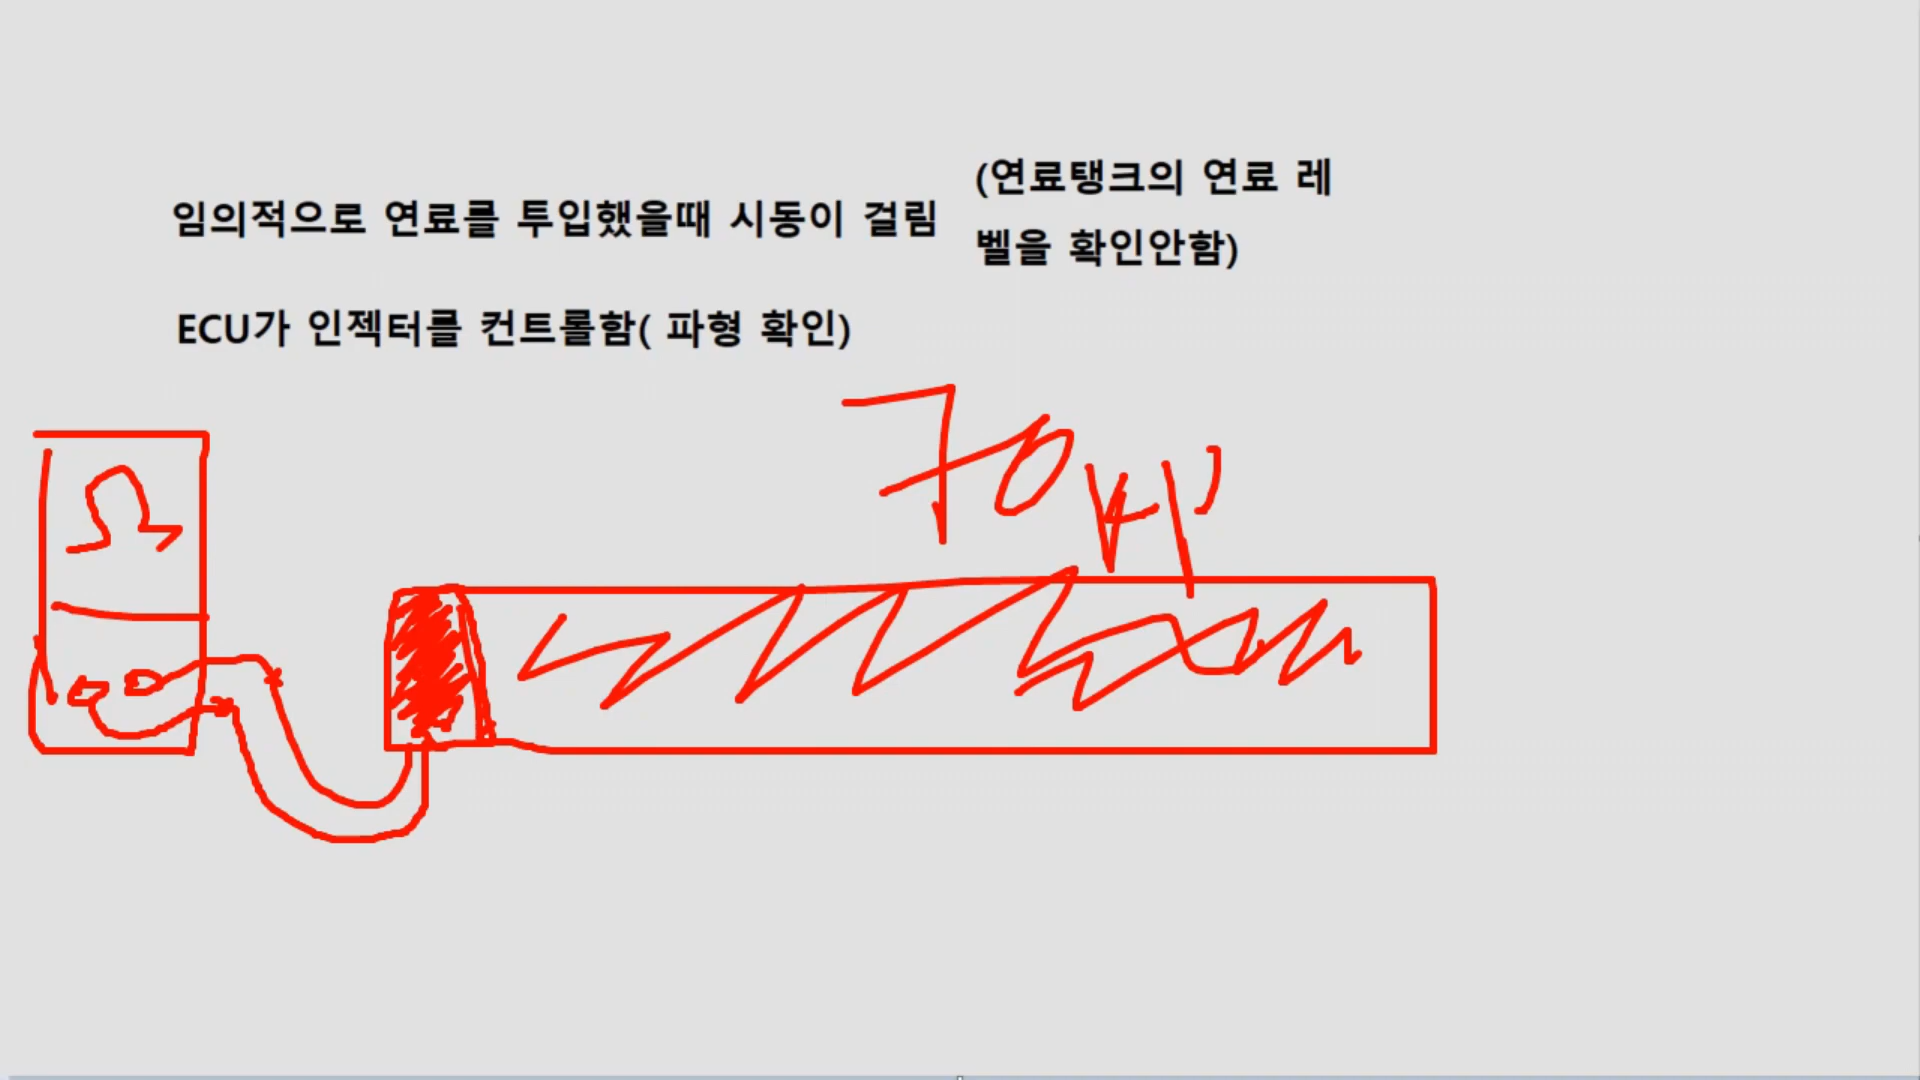 (연료탱크의 연료 레
임의적으로 연료를 투입했을때 시동이 걸림
벨을 확인안함)
ECU가 인젝터를 컨트롤함( 파형 확인)
Ω
70